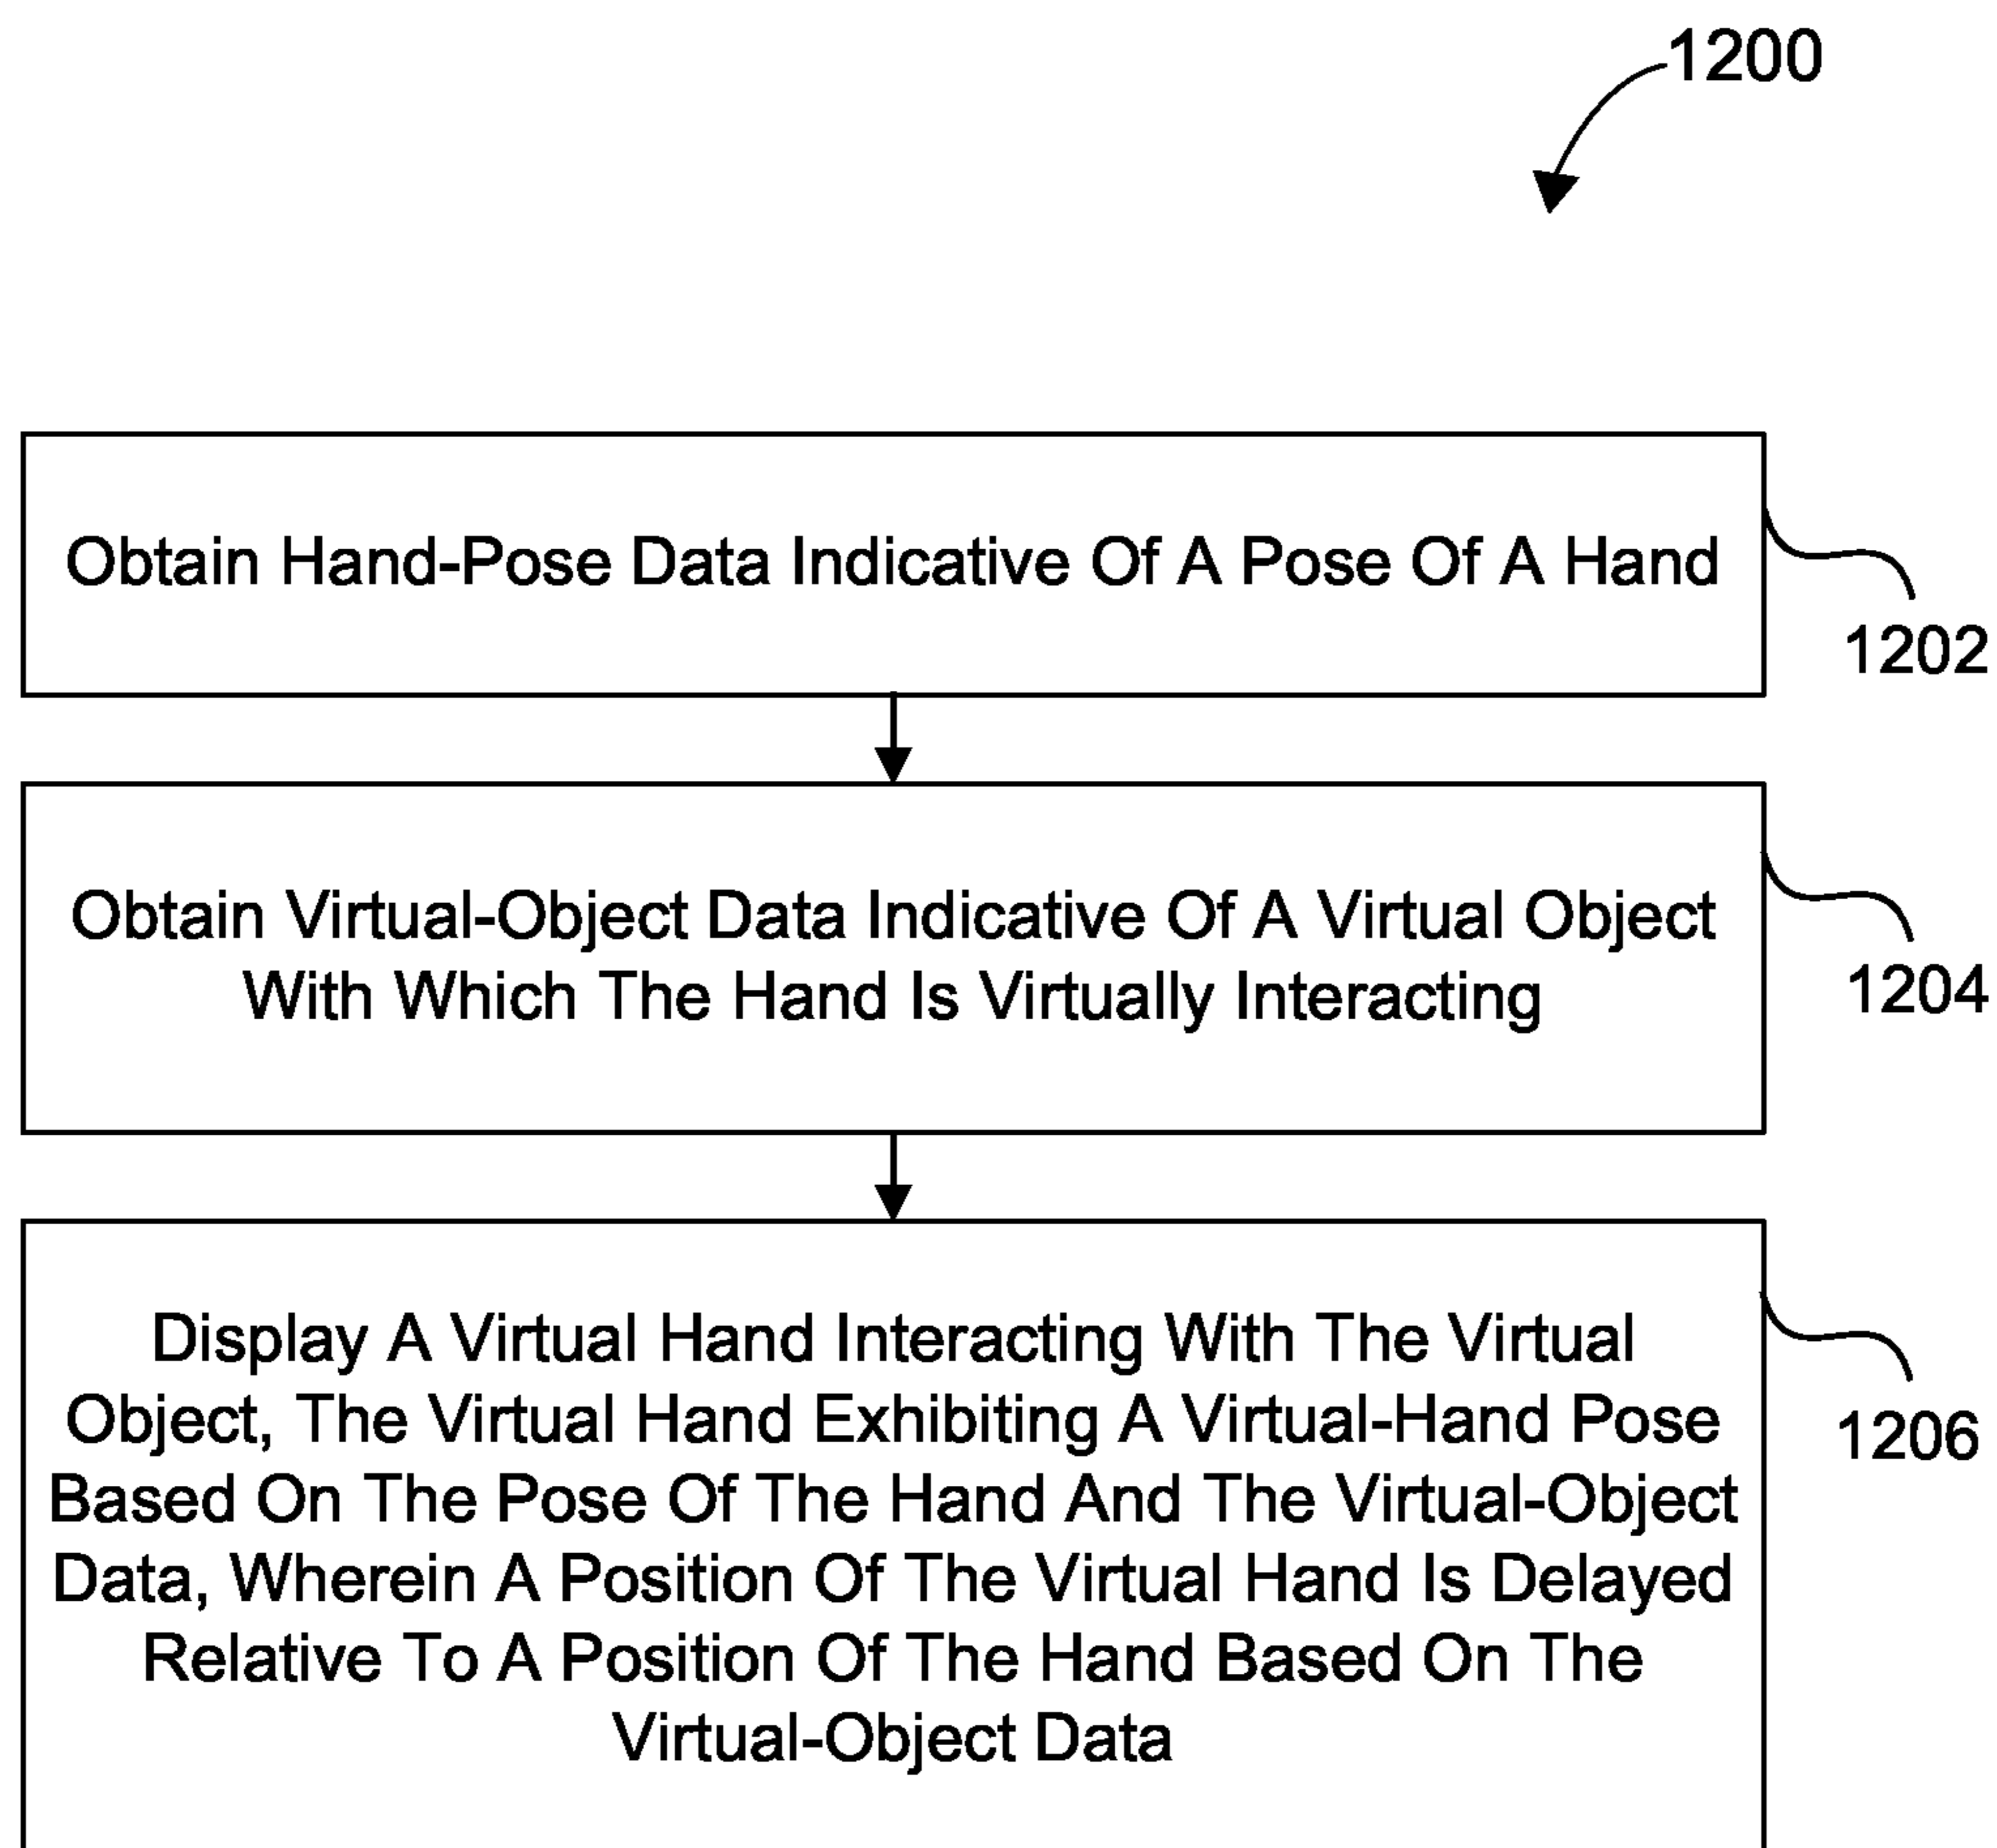 1200
Obtain Hand-Pose Data Indicative Of A Pose Of A Hand
1202
Obtain Virtual-Object Data Indicative Of A Virtual Object
With Which The Hand Is Virtually Interacting
1204
Display A Virtual Hand Interacting With The Virtual
Object, The Virtual Hand Exhibiting A Virtual-Hand Pose
Based On The Pose Of The Hand And The Virtual-Object
Data, Wherein A Position Of The Virtual Hand Is Delayed
Relative To A Position Of The Hand Based On The
Virtual-Object Data
1206